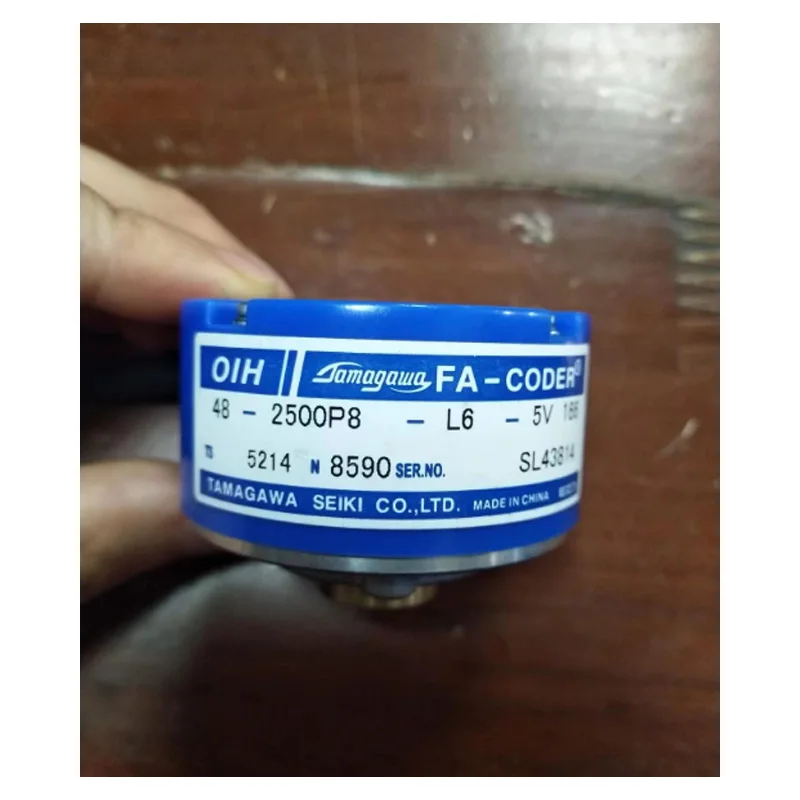 OIH Tamagawa FA-CODER®
48 - 2500P8 - L6 - 5V
TS 5214 N 8590 SER.NO. SL43814
TAMAGAWA SEIKI CO.,LTD. MADE IN CHINA